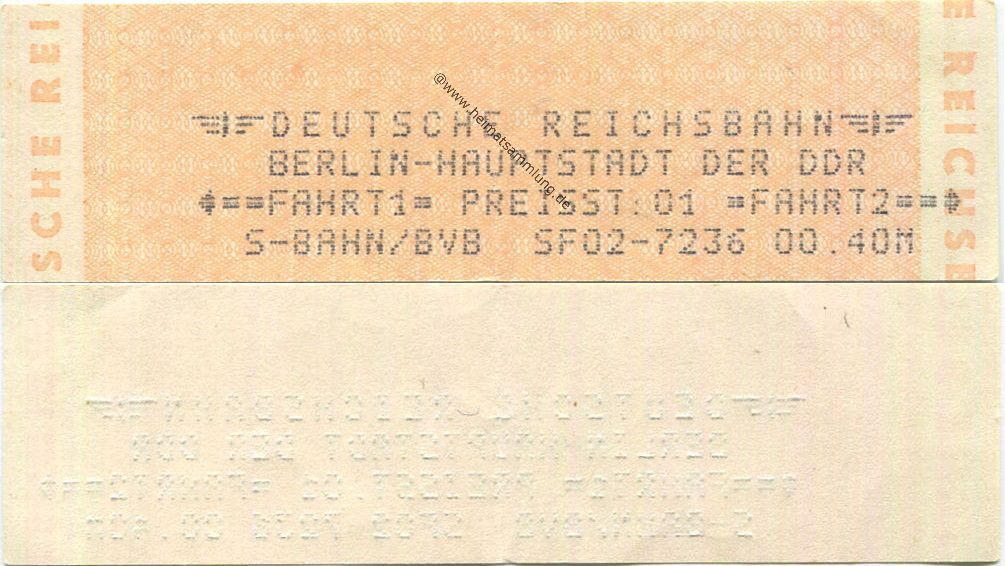 SCHE REI
E REICHSE
@www.heimatsammlung.de
DEUTSCHE REICHSBAHN
BERLIN-HAUPTSTADT DER DDR
==FAHRT1= PREISST:01 =FAHRT2==
S-BAHN/BVB SF02-7236 00.40M